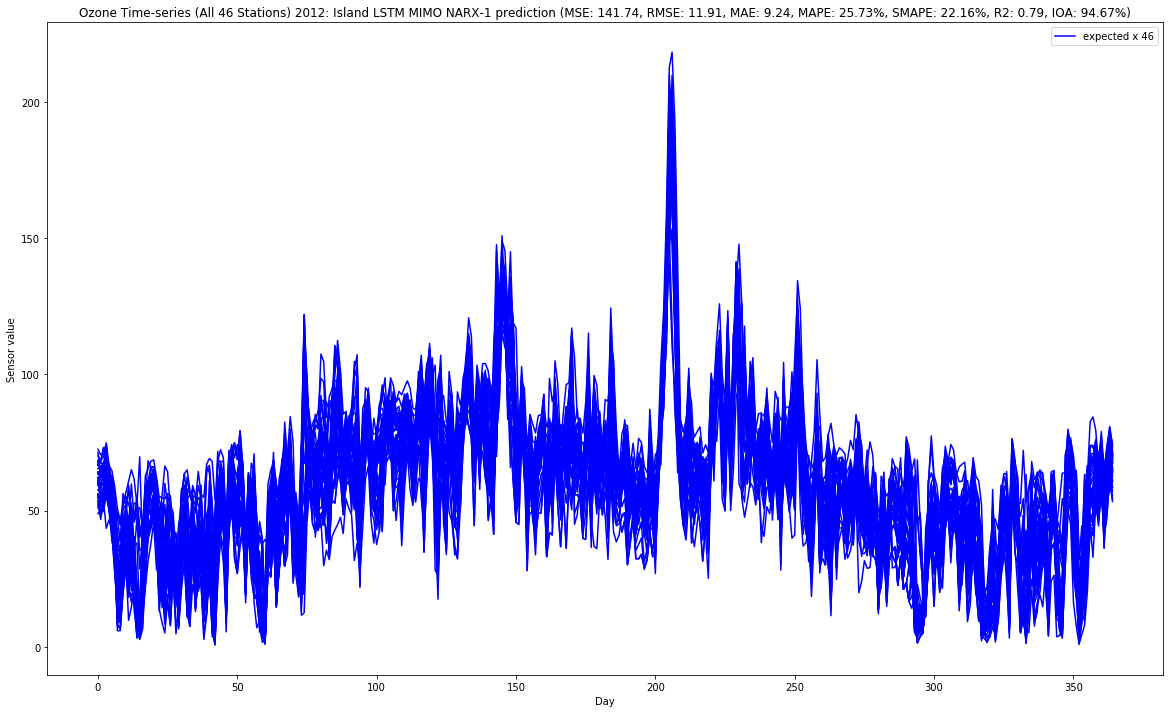 Ozone Time-series (All 46 Stations) 2012: Island LSTM MIMO NARX-1 prediction (MSE: 141.74, RMSE: 11.91, MAE: 9.24, MAPE: 25.73%, SMAPE: 22.16%, R2: 0.79, IOA: 94.67%)
expected x 46
200
150
100
50
0
Sensor value
0 50 100 150 200 250 300 350
Day